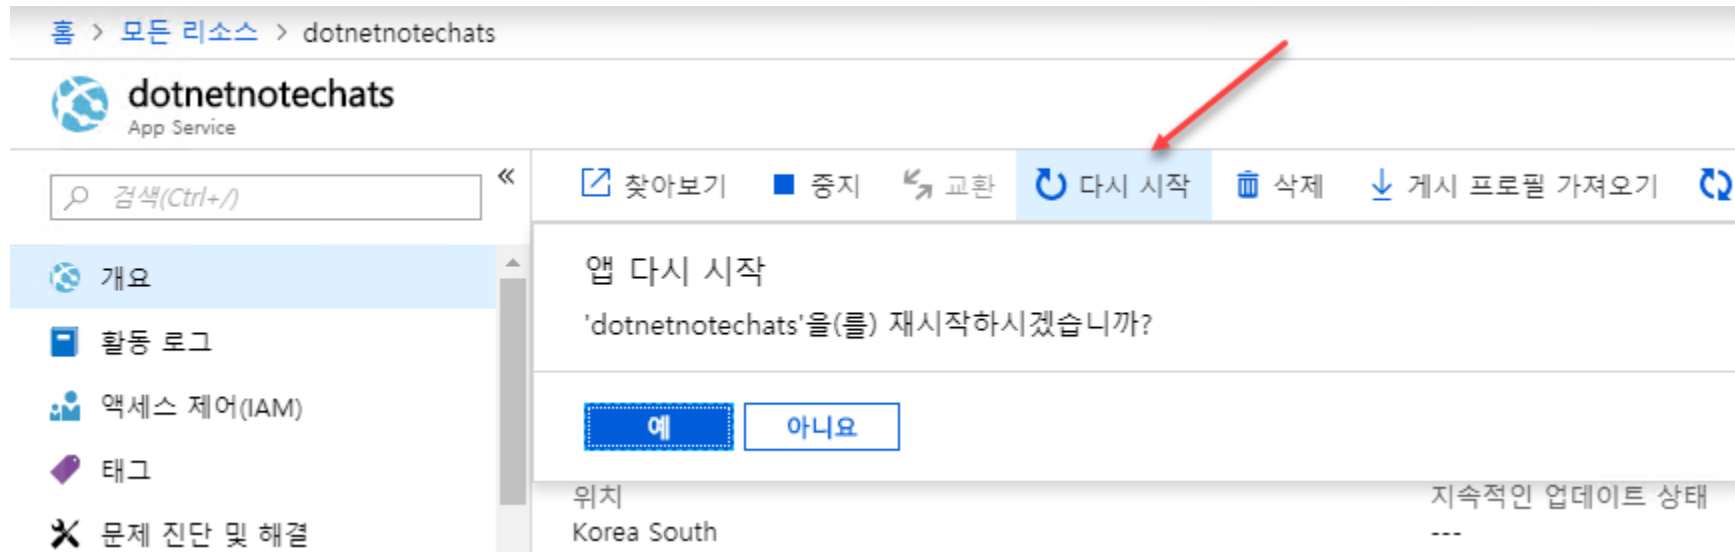 홈 > 모든 리소스 > dotnetnotechats
dotnetnotechats
App Service
검색(Ctrl+/)
«
찾아보기 중지 교환 다시 시작 삭제 게시 프로필 가져오기
개요
활동 로그
액세스 제어(IAM)
태그
문제 진단 및 해결
앱 다시 시작
'dotnetnotechats'을(를) 재시작하시겠습니까?
예 아니요
위치
Korea South
지속적인 업데이트 상태
---